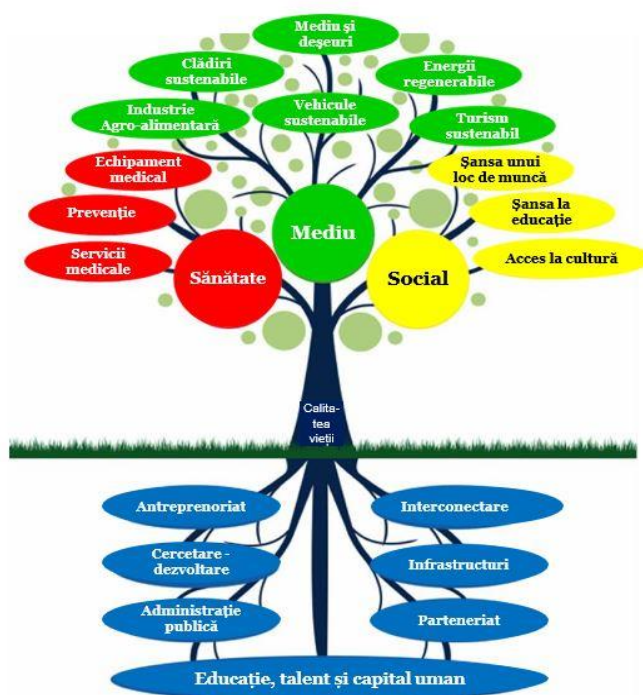 Mediu și
deșeuri
Clădiri
sustenabile
Energii
regenerabile
Industrie
Agro-alimentară
Vehicule
sustenabile
Turism
sustenabil
Echipament
medical
Șansa unui
loc de muncă
Prevenție
Șansa la
educație
Mediu
Servicii
medicale
Sănătate
Social
Acces la cultură
Calita-
tea
vieții
Antreprenoriat
Interconectare
Cercetare -
dezvoltare
Infrastructuri
Administrație
publică
Parteneriat
Educație, talent și capital uman